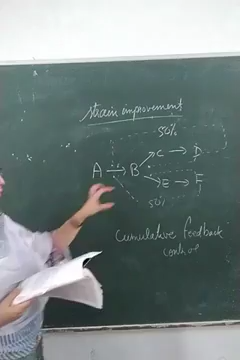 Strain improvement
50%
A → B
C → D
E → F
50%
Cumulative feedback
control